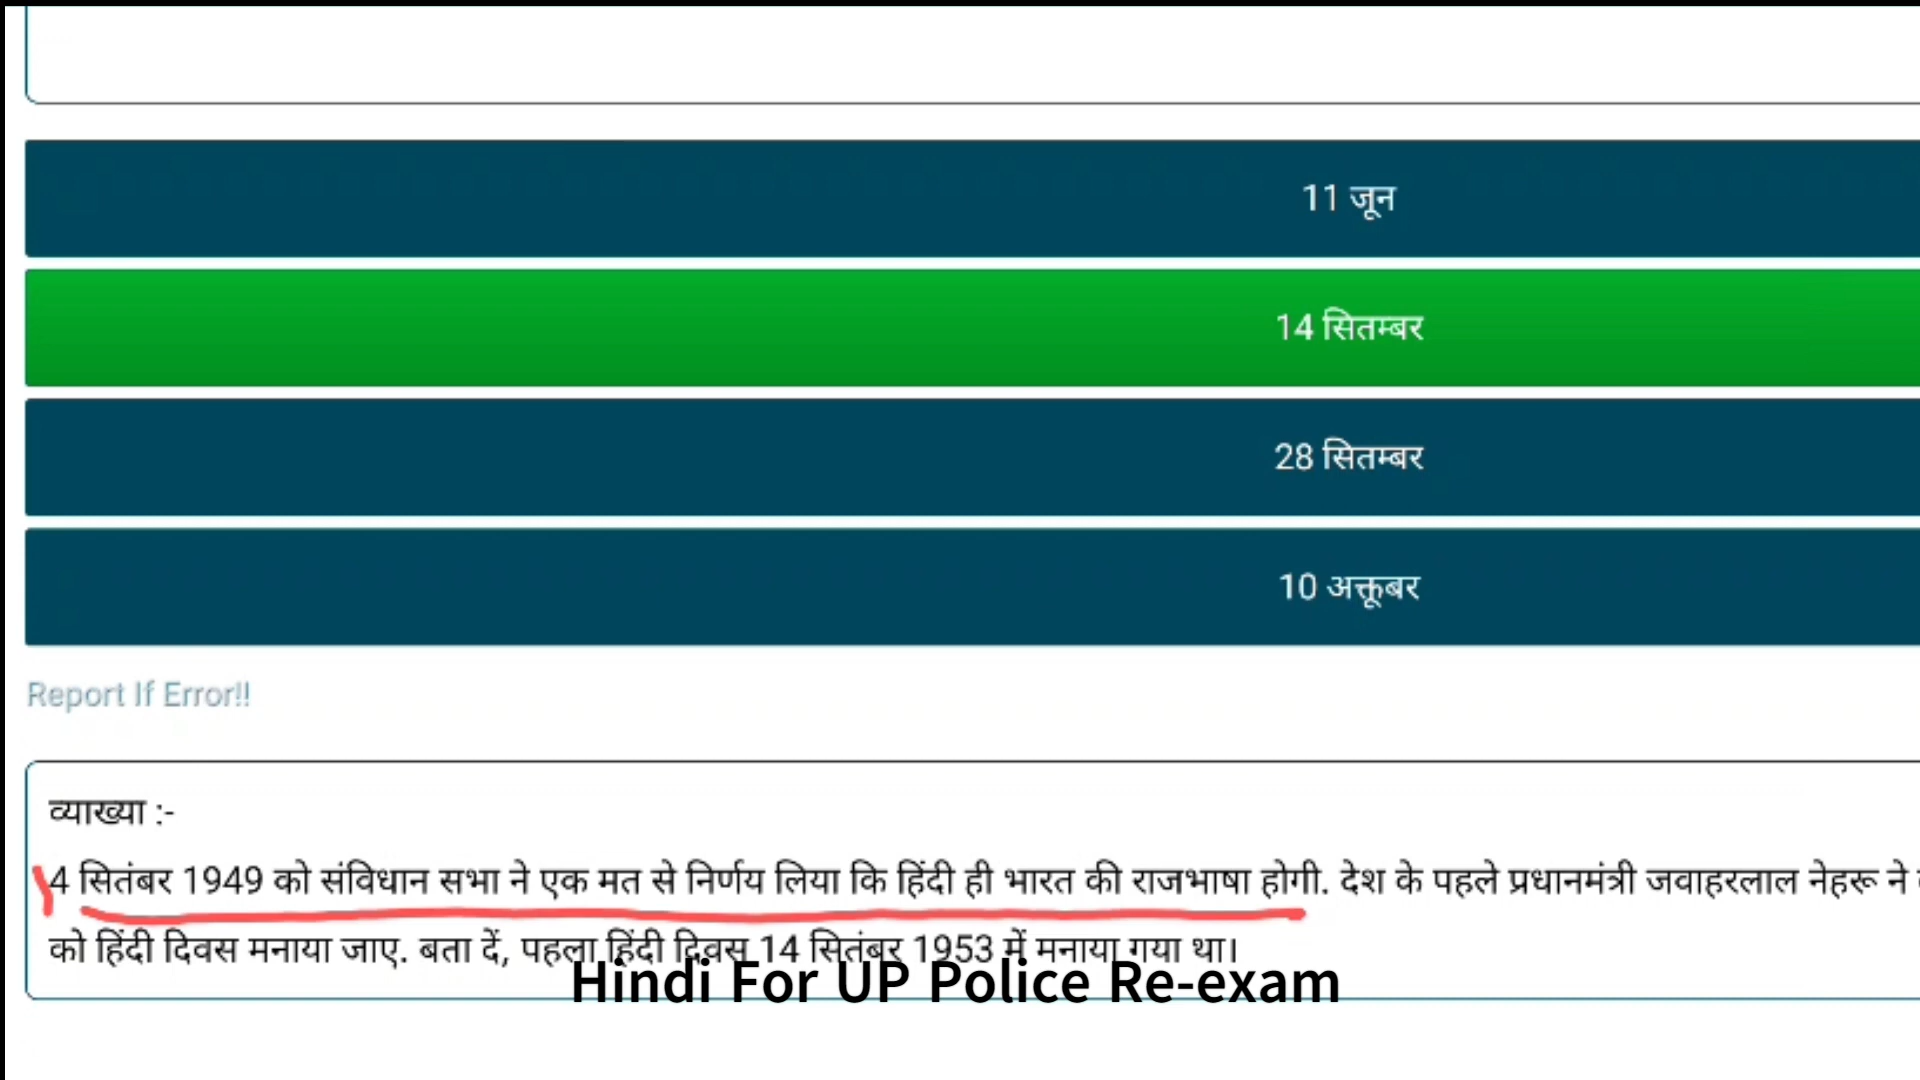 11 जून
14 सितम्बर
28 सितम्बर
10 अक्तूबर
Report If Error!!
व्याख्या :-
4 सितंबर 1949 को संविधान सभा ने एक मत से निर्णय लिया कि हिंदी ही भारत की राजभाषा होगी. देश के पहले प्रधानमंत्री जवाहरलाल नेहरू ने
को हिंदी दिवस मनाया जाए. बता दें, पहला हिंदी दिवस 14 सितंबर 1953 में मनाया गया था।
Hindi For UP Police Re-exam